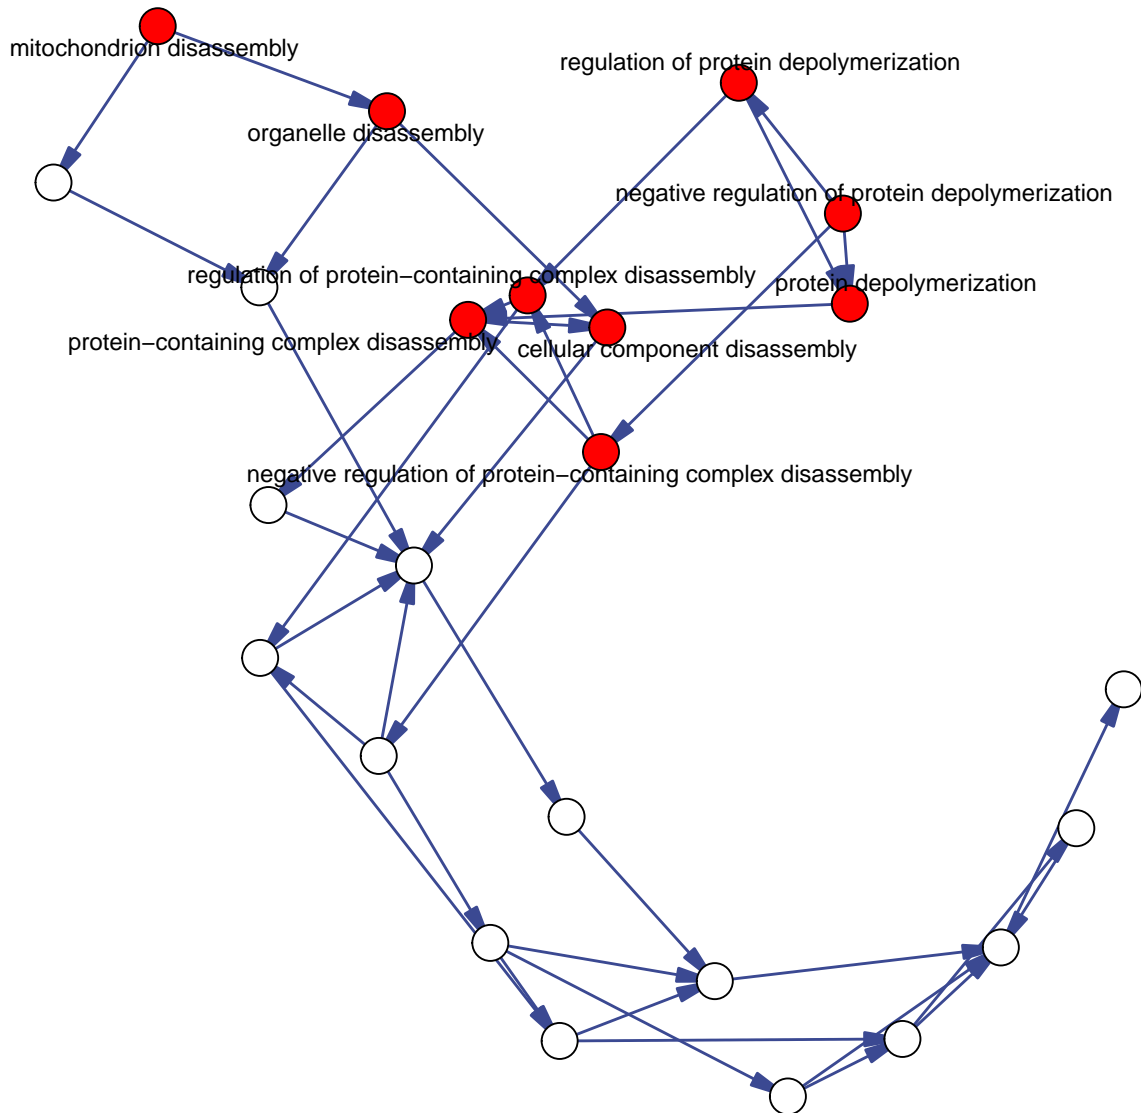 mitochondrion disassembly
regulation of protein depolymerization
organelle disassembly
negative regulation of protein depolymerization
regulation of protein−containing complex disassembly
protein depolymerization
protein−containing complex disassembly
cellular component disassembly
negative regulation of protein−containing complex disassembly